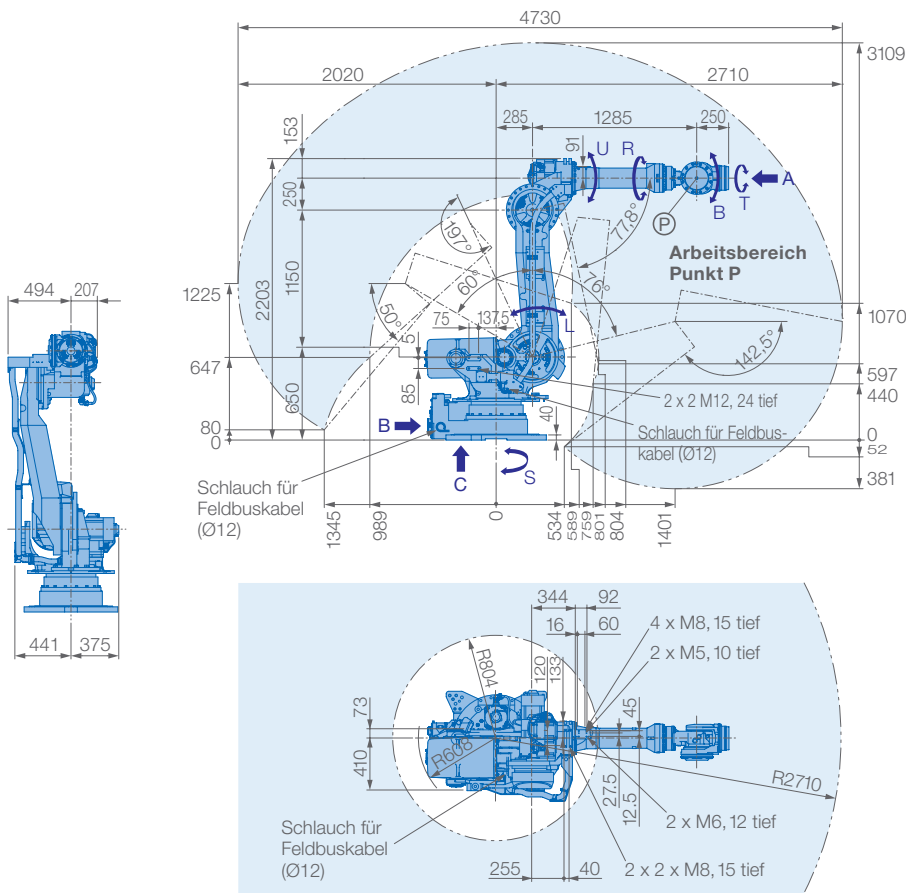 4730
3109
2020
2710
285
1285
250
153
91
U
R
A
B
T
P
250
77,8°
197°
Arbeitsbereich
Punkt P
60°
76°
1225
2203
1150
50°
75
137,5
L
1070
142,5°
494
207
647
5
85
650
597
440
2 x 2 M12, 24 tief
40
80
0
B
C
S
Schlauch für Feldbus-
kabel (Ø12)
0
52
381
Schlauch für
Feldbuskabel
(Ø12)
1345
989
0
534
589
759
801
804
1401
441
375
344
92
16
60
4 x M8, 15 tief
2 x M5, 10 tief
R804
120
133
45
73
R608
410
R2710
27.5
12.5
2 x M6, 12 tief
Schlauch für
Feldbuskabel
(Ø12)
255
40
2 x 2 x M8, 15 tief